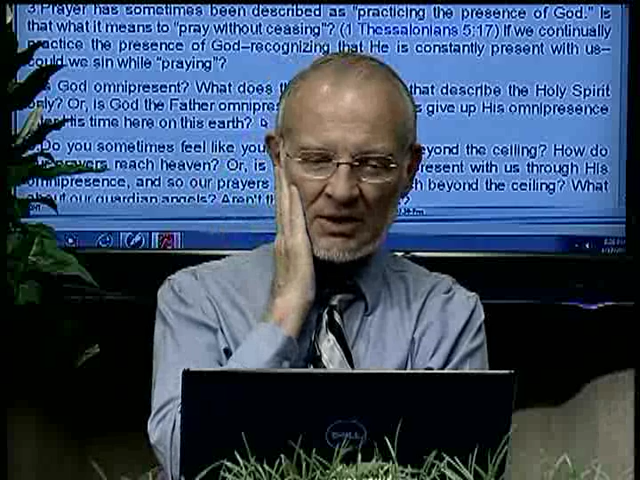 3 Prayer has sometimes been described as "practicing the presence of God." Is
that what it means to "pray without ceasing"? (1 Thessalonians 5:17) If we continually
practice the presence of God–recognizing that He is constantly present with us–
could we sin while "praying"?
Is God omnipresent? What does that describe the Holy Spirit
only? Or, is God the Father omnipres give up His omnipresence
His time here on this earth?
Do you sometimes feel like you beyond the ceiling? How do
our prayers reach heaven? Or, is present with us through His
omnipresence, and so our prayers beyond the ceiling? What
about our guardian angels? Aren't
DELL